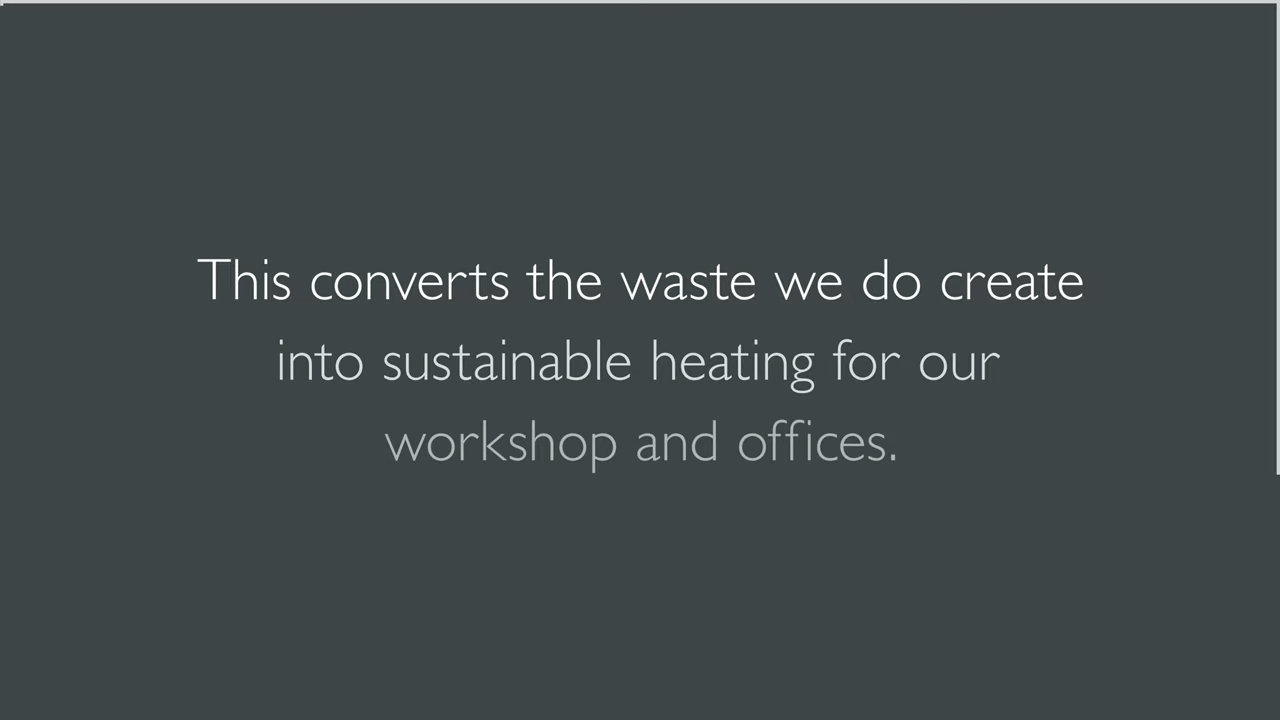 This converts the waste we do create
into sustainable heating for our
workshop and offices.